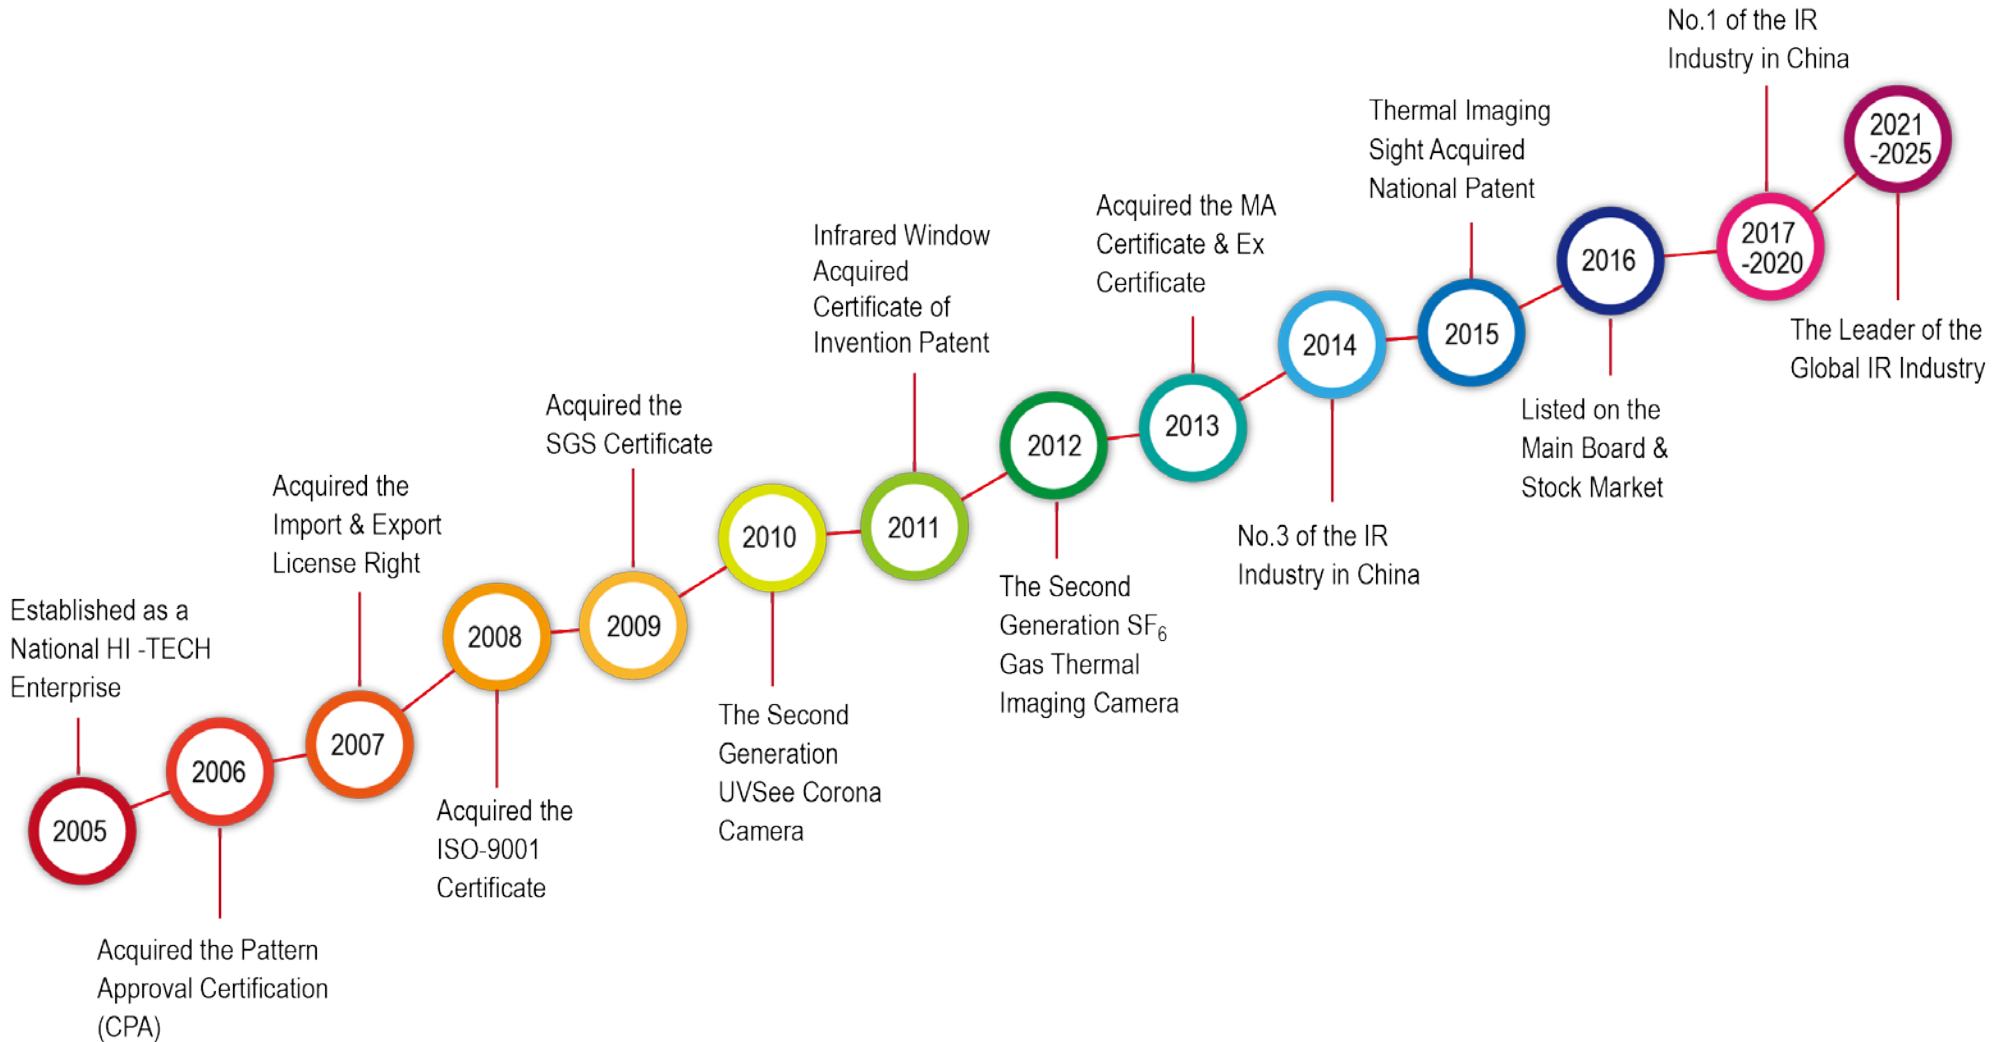 2005
Established as a
National HI -TECH
Enterprise
2006
Acquired the Pattern
Approval Certification
(CPA)
2007
Acquired the
Import & Export
License Right
2008
Acquired the
ISO-9001
Certificate
2009
Acquired the
SGS Certificate
2010
The Second
Generation
UVSee Corona
Camera
2011
Infrared Window
Acquired
Certificate of
Invention Patent
2012
The Second
Generation SF₆
Gas Thermal
Imaging Camera
2013
Acquired the MA
Certificate & Ex
Certificate
2014
No.3 of the IR
Industry in China
2015
Thermal Imaging
Sight Acquired
National Patent
2016
Listed on the
Main Board &
Stock Market
2017
-2020
No.1 of the IR
Industry in China
2021
-2025
The Leader of the
Global IR Industry